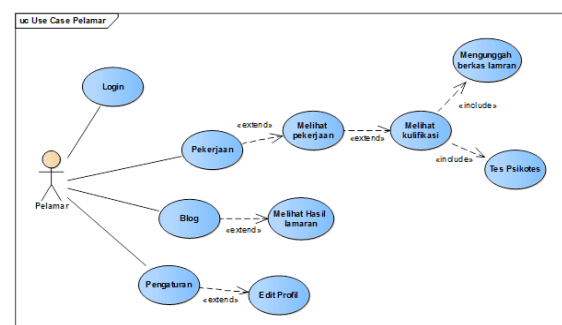 uc Use Case Pelamar
Login
Pelamar
Pekerjaan
«extend»
Melihat
pekerjaan
«extend»
Melihat
kulifikasi
«include»
Mengunggah
berkas lamran
«include»
Tes Psikotes
Blog
«extend»
Melihat Hasil
lamaran
Pengaturan
«extend»
Edit Profil